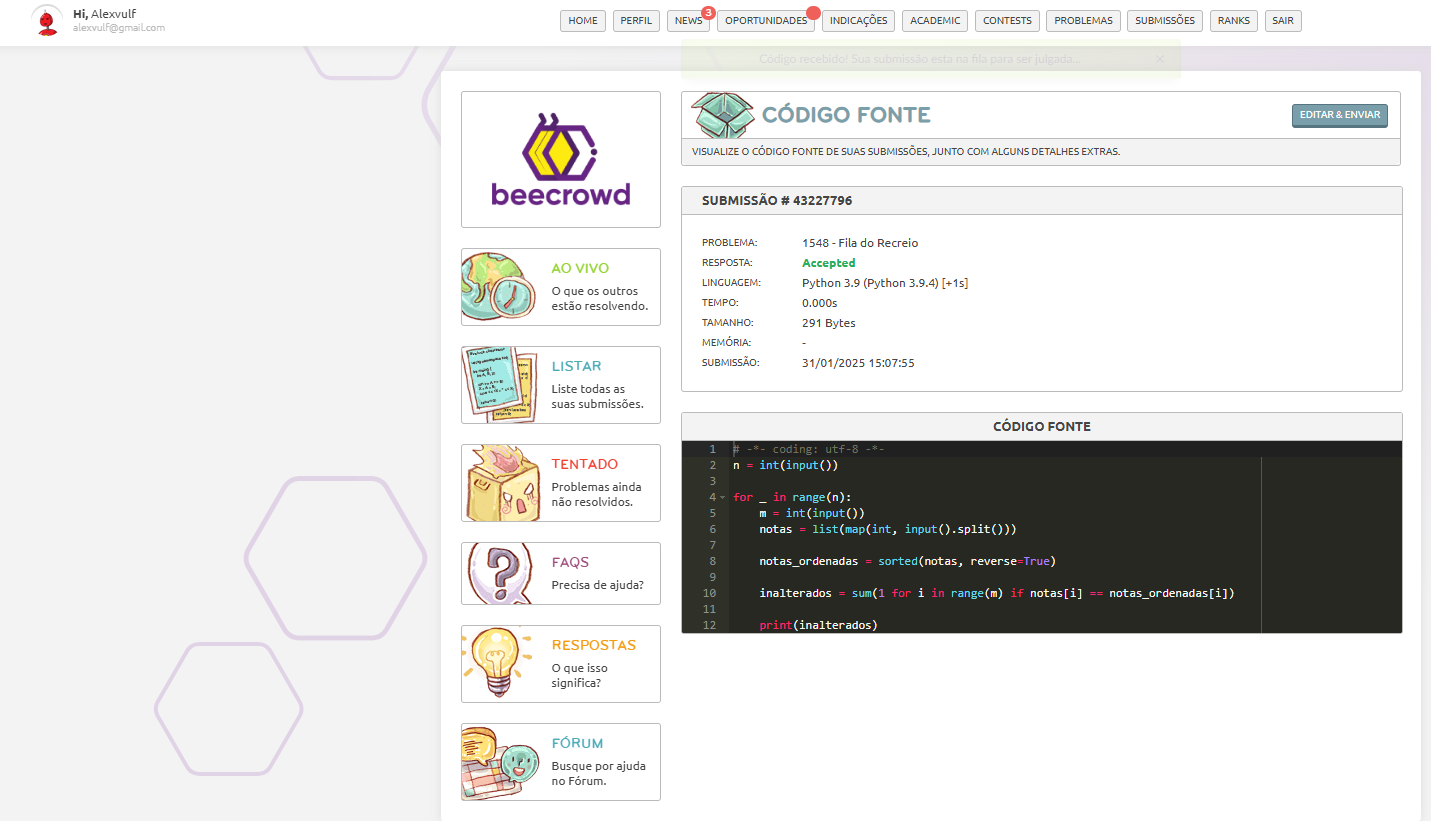 Hi, Alexvulf
alexvulf@gmail.com
HOME
PERFIL
NEWS
3
OPORTUNIDADES
INDICAÇÕES
ACADEMIC
CONTESTS
PROBLEMAS
SUBMISSÕES
RANKS
SAIR
Código recebido! Sua submissão esta na fila para ser julgada...
×
beecrowd
AO VIVO
O que os outros
estão resolvendo.
LISTAR
Liste todas as
suas submissões.
TENTADO
Problemas ainda
não resolvidos.
FAQS
Precisa de ajuda?
RESPOSTAS
O que isso
significa?
FÓRUM
Busque por ajuda
no Fórum.
CÓDIGO FONTE
EDITAR & ENVIAR
VISUALIZE O CÓDIGO FONTE DE SUAS SUBMISSÕES, JUNTO COM ALGUNS DETALHES EXTRAS.
SUBMISSÃO # 43227796
PROBLEMA: 1548 - Fila do Recreio
RESPOSTA: Accepted
LINGUAGEM: Python 3.9 (Python 3.9.4) [+1s]
TEMPO: 0.000s
TAMANHO: 291 Bytes
MEMÓRIA: -
SUBMISSÃO: 31/01/2025 15:07:55
CÓDIGO FONTE
1 # -*- coding: utf-8 -*-
2 n = int(input())
3
4 for _ in range(n):
5     m = int(input())
6     notas = list(map(int, input().split()))
7
8     notas_ordenadas = sorted(notas, reverse=True)
9
10     inalterados = sum(1 for i in range(m) if notas[i] == notas_ordenadas[i])
11
12     print(inalterados)